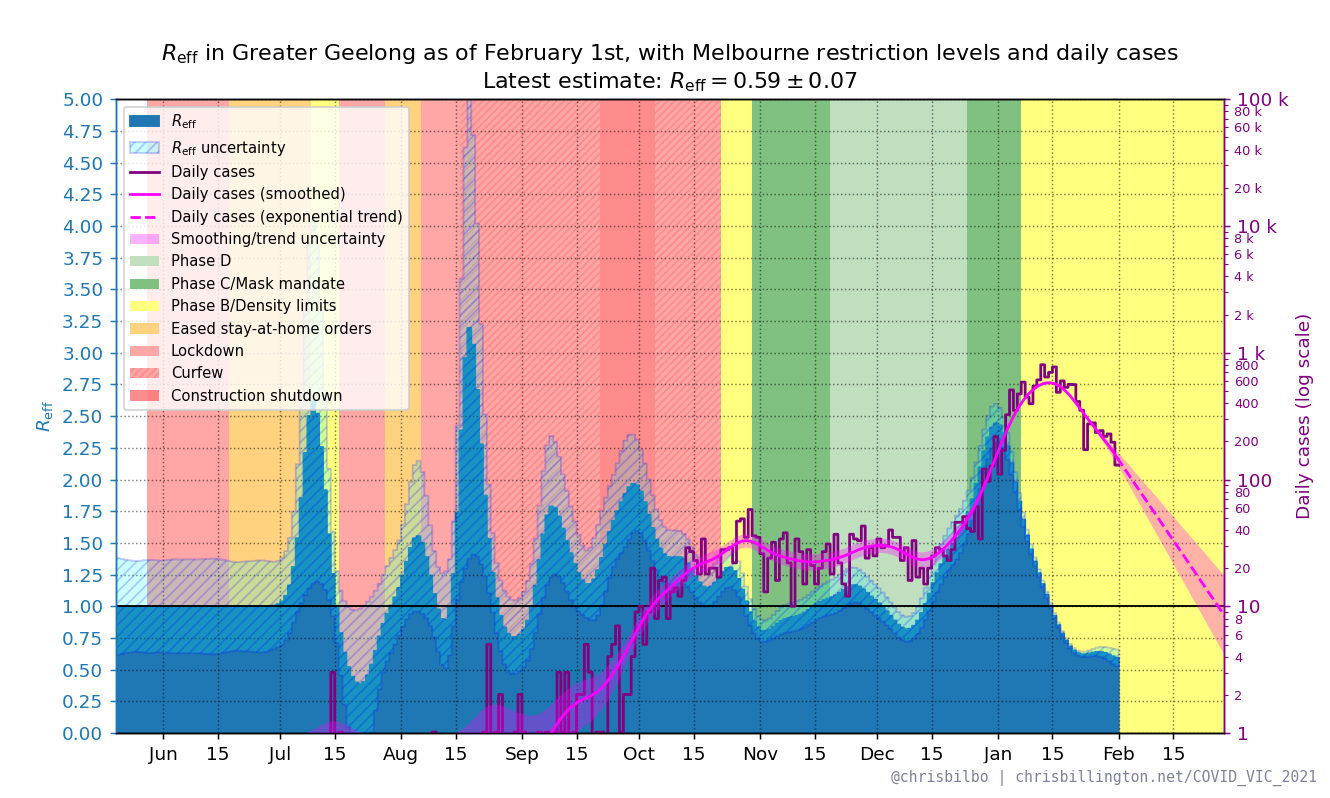 R_eff in Greater Geelong as of February 1st, with Melbourne restriction levels and daily cases
Latest estimate: R_eff = 0.59 ± 0.07
R_eff
5.00
4.75
4.50
4.25
4.00
3.75
3.50
3.25
3.00
2.75
2.50
2.25
2.00
1.75
1.50
1.25
1.00
0.75
0.50
0.25
0.00
R_eff
R_eff uncertainty
Daily cases
Daily cases (smoothed)
Daily cases (exponential trend)
Smoothing/trend uncertainty
Phase D
Phase C/Mask mandate
Phase B/Density limits
Eased stay-at-home orders
Lockdown
Curfew
Construction shutdown
100 k
80 k
60 k
40 k
20 k
10 k
8 k
6 k
4 k
2 k
1 k
800
600
400
200
100
80
60
40
20
10
8
6
4
2
1
Daily cases (log scale)
Jun 15 Jul 15 Aug 15 Sep 15 Oct 15 Nov 15 Dec 15 Jan 15 Feb 15
@chrisbilbo | chrisbillington.net/COVID_VIC_2021